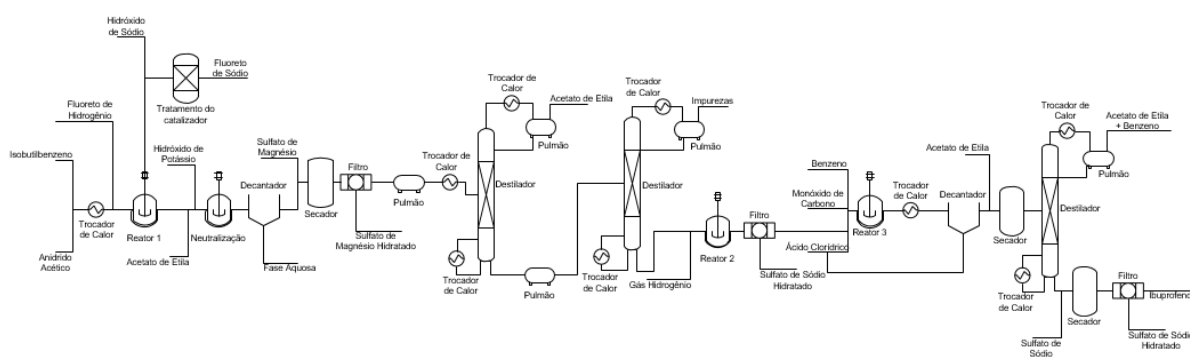 Hidróxido
de Sódio
Fluoreto
de Sódio
Tratamento do
catalizador
Fluoreto de
Hidrogênio
Isobutilbenzeno
Anidrido
Acético
Trocador
de Calor
Reator 1
Hidróxido de
Potássio
Acetato de Etila
Neutralização
Decantador
Fase Aquosa
Sulfato de
Magnésio
Secador
Filtro
Sulfato de
Magnésio Hidratado
Pulmão
Trocador de
Calor
Trocador de
Calor
Acetato de Etila
Pulmão
Destilador
Trocador
de Calor
Pulmão
Trocador
de Calor
Impurezas
Pulmão
Destilador
Trocador
de Calor
Gás Hidrogênio
Reator 2
Filtro
Sulfato de Sódio
Hidratado
Benzeno
Monóxido de
Carbono
Ácido Clorídrico
Reator 3
Trocador
de Calor
Decantador
Acetato de Etila
Secador
Trocador de
Calor
Acetato de Etila
+ Benzeno
Pulmão
Destilador
Trocador
de Calor
Sulfato de
Sódio
Secador
Filtro
Ibuprofeno
Sulfato de Sódio
Hidratado